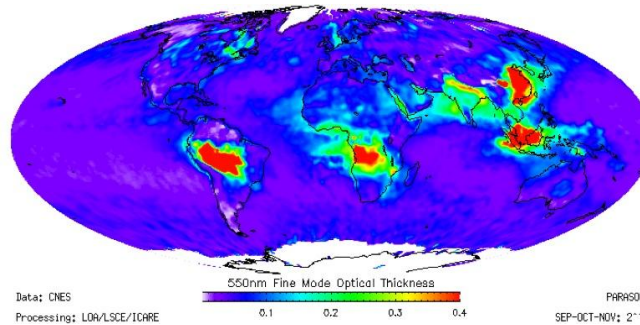 550nm Fine Mode Optical Thickness
0.1 0.2 0.3 0.4
Data: CNES
Processing: LOA/LSCE/ICARE
PARASO
SEP-OCT-NOV: 2